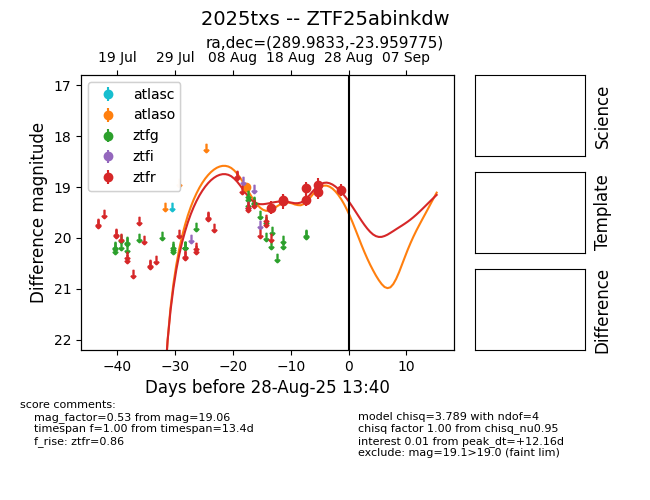 2025txs -- ZTF25abinkdw
ra,dec=(289.9833,-23.959775)
19 Jul 29 Jul 08 Aug 18 Aug 28 Aug 07 Sep
atlasc
atlaso
ztfg
ztfi
ztfr
17
18
19
20
21
22
Difference magnitude
−40 −30 −20 −10 0 10
Days before 28-Aug-25 13:40
Science
Template
Difference
score comments:
mag_factor=0.53 from mag=19.06
timespan f=1.00 from timespan=13.4d
f_rise: ztfr=0.86
model chisq=3.789 with ndof=4
chisq factor 1.00 from chisq_nu0.95
interest 0.01 from peak_dt=+12.16d
exclude: mag=19.1>19.0 (faint lim)